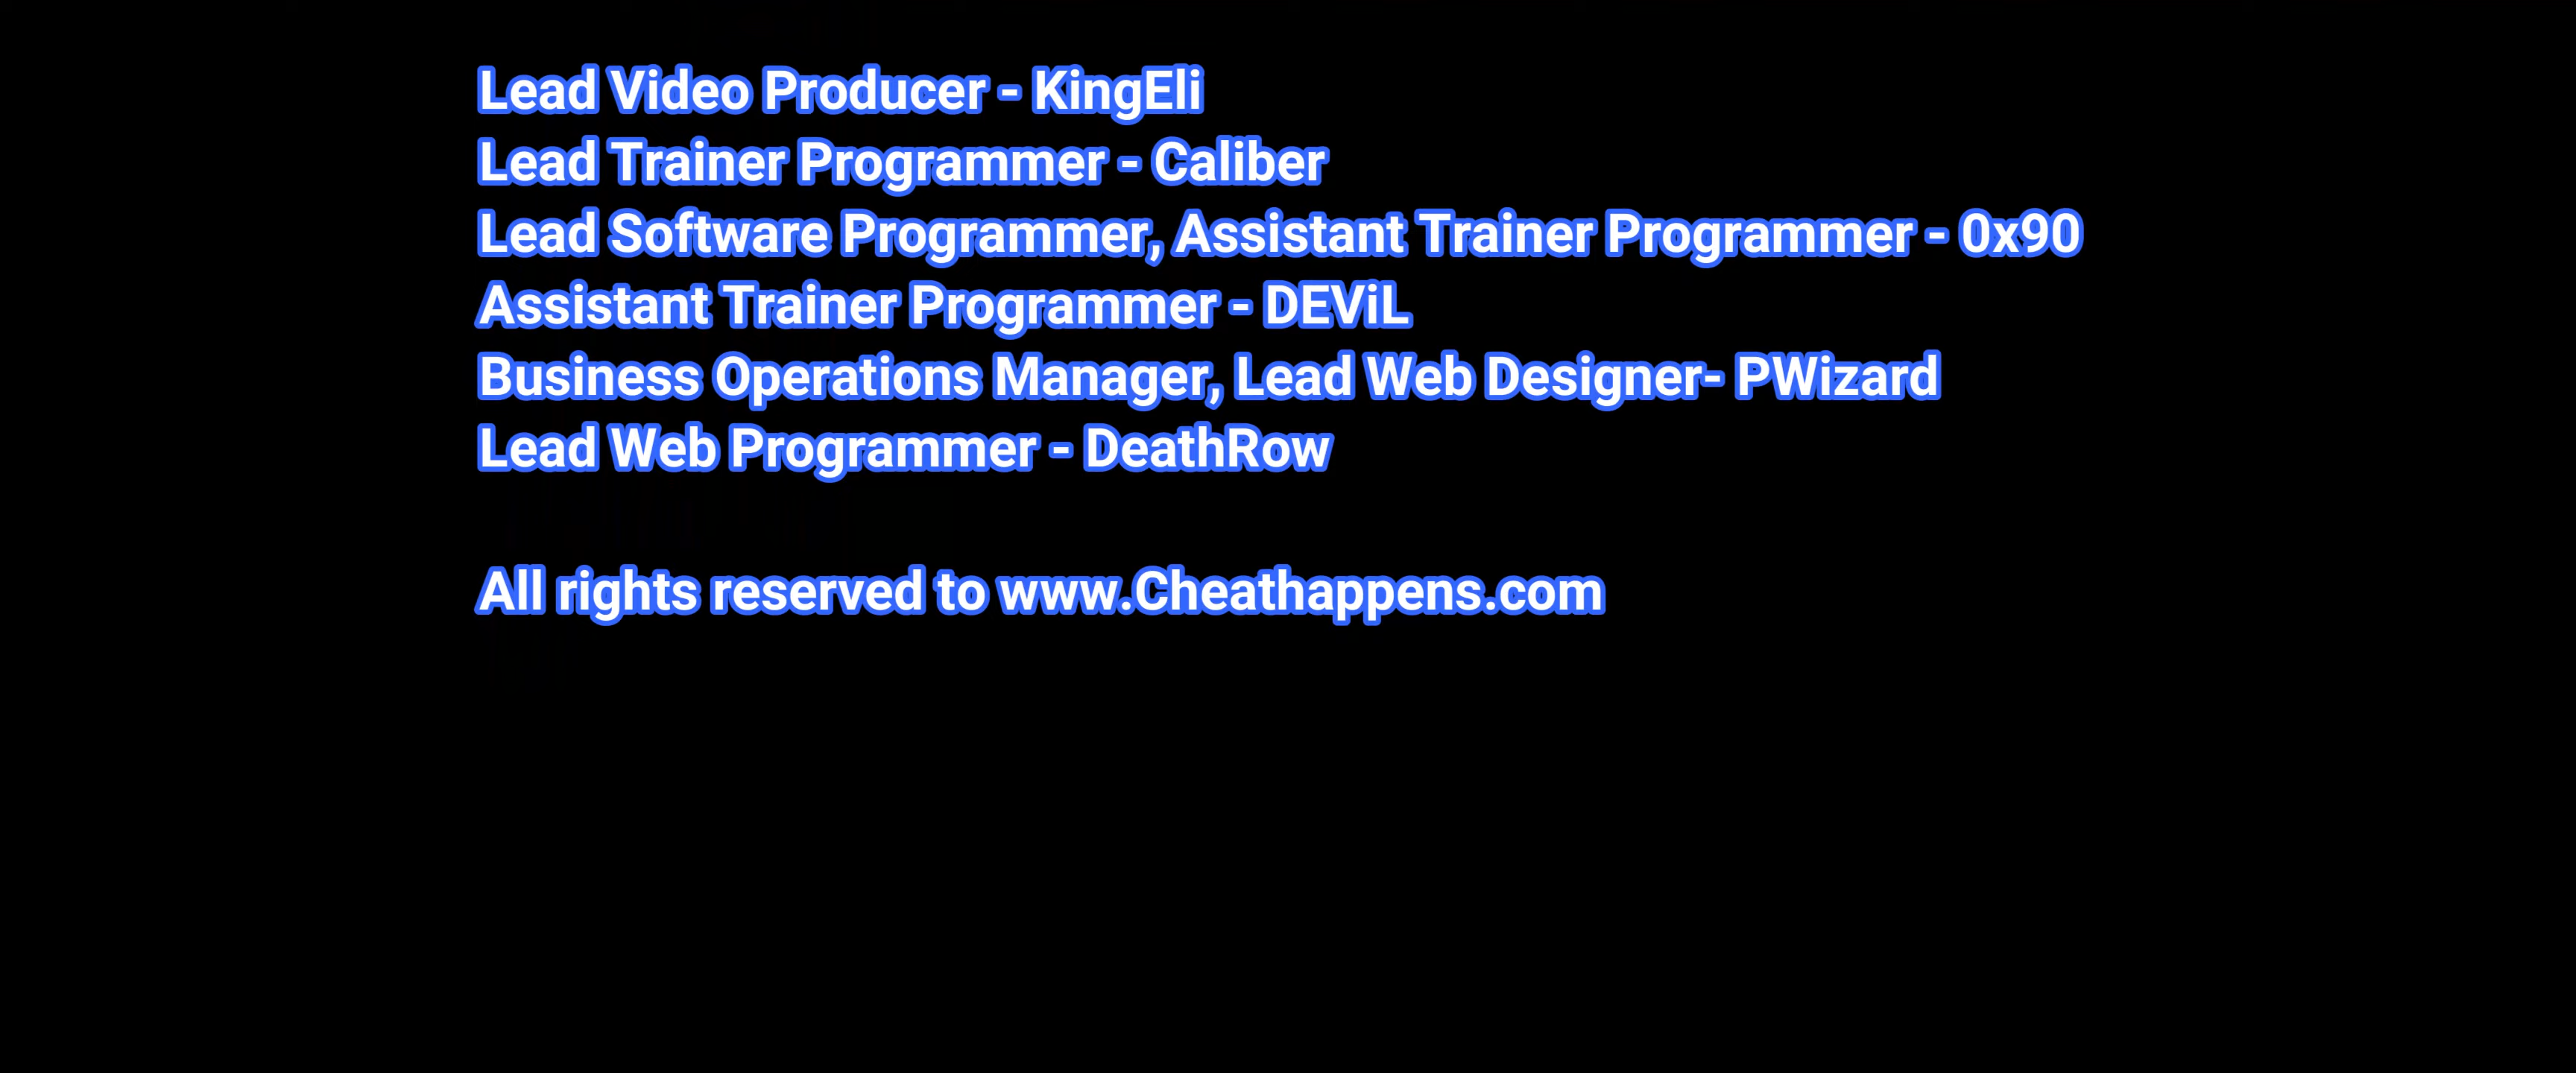 Lead Video Producer - KingEli
Lead Trainer Programmer - Caliber
Lead Software Programmer, Assistant Trainer Programmer - 0x90
Assistant Trainer Programmer - DEViL
Business Operations Manager, Lead Web Designer- PWizard
Lead Web Programmer - DeathRow
All rights reserved to www.Cheathappens.com